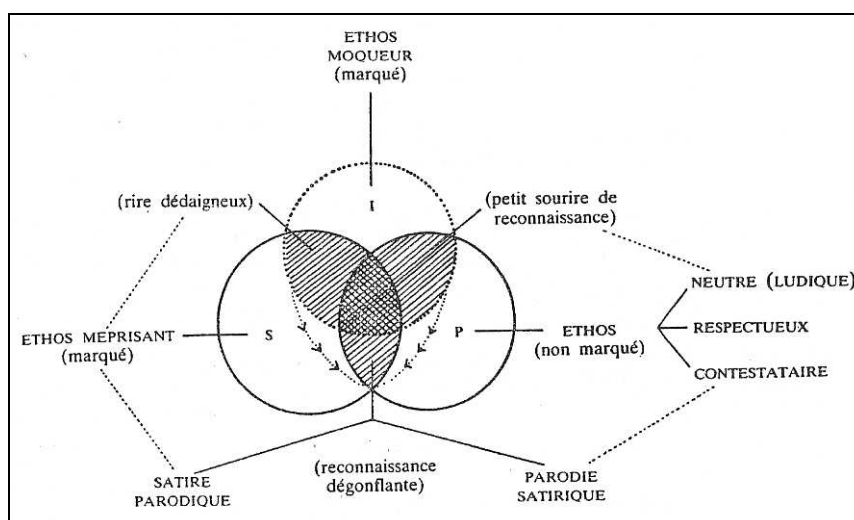 ETHOS
MOQUEUR
(marqué)
(rire dédaigneux)
(petit sourire de
reconnaissance)
I
NEUTRE (LUDIQUE)
ETHOS MEPRISANT
(marqué)
S
P
ETHOS
(non marqué)
RESPECTUEUX
CONTESTATAIRE
SATIRE
PARODIQUE
(reconnaissance
dégonflante)
PARODIE
SATIRIQUE